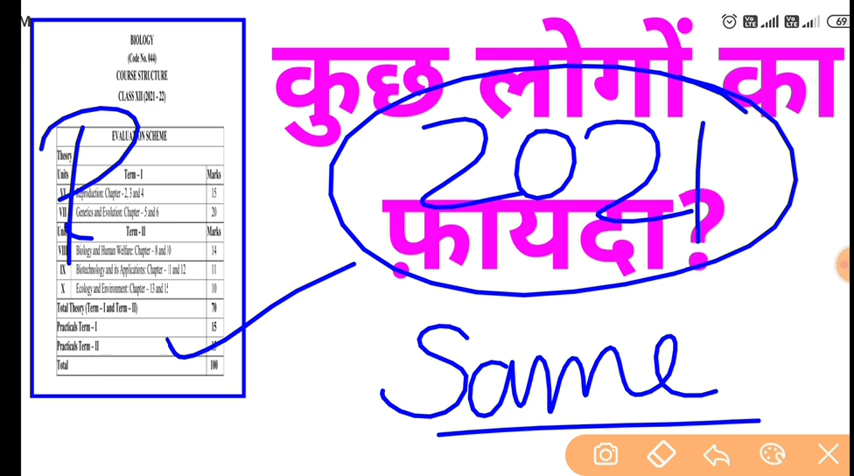 M
69
कुछ लोगों का
2021
फ़ायदा?
Same
R
BIOLOGY
(Code No. 044)
COURSE STRUCTURE
CLASS XII (2021 - 22)
EVALUATION SCHEME
Theory
Units Term - I Marks
VI Reproduction: Chapter - 2, 3 and 4 15
VII Genetics and Evolution: Chapter - 5 and 6 20
Units Term - II Marks
VIII Biology and Human Welfare: Chapter - 8 and 10 14
IX Biotechnology and its Applications: Chapter - 11 and 12 11
X Ecology and Environment: Chapter - 13 and 15 10
Total Theory (Term - I and Term - II) 70
Practicals Term - I 15
Practicals Term - II 15
Total 100